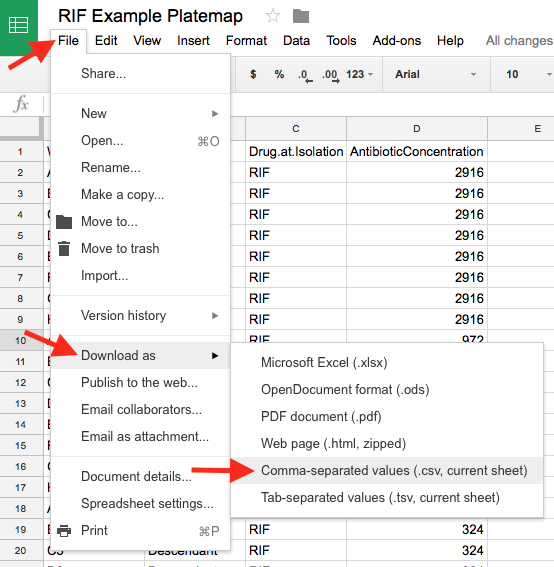 RIF Example Platemap
File Edit View Insert Format Data Tools Add-ons Help All changes
$ % .0 .00 123 Arial 10
fx
Share...
New
Open... ⌘O
Rename...
Make a copy...
Move to...
Move to trash
Import...
Version history
Download as
Publish to the web...
Email collaborators...
Email as attachment...
Document details...
Spreadsheet settings...
Print ⌘P
Microsoft Excel (.xlsx)
OpenDocument format (.ods)
PDF document (.pdf)
Web page (.html, zipped)
Comma-separated values (.csv, current sheet)
Tab-separated values (.tsv, current sheet)
C D E
1 Drug.at.Isolation AntibioticConcentration
2 RIF 2916
3 RIF 2916
4 RIF 2916
5 RIF 2916
6 RIF 2916
7 RIF 2916
8 RIF 2916
9 RIF 2916
10 RIF 972
11
12
13
14
15
16
17
18
19 RIF 324
20 Descendant RIF 324